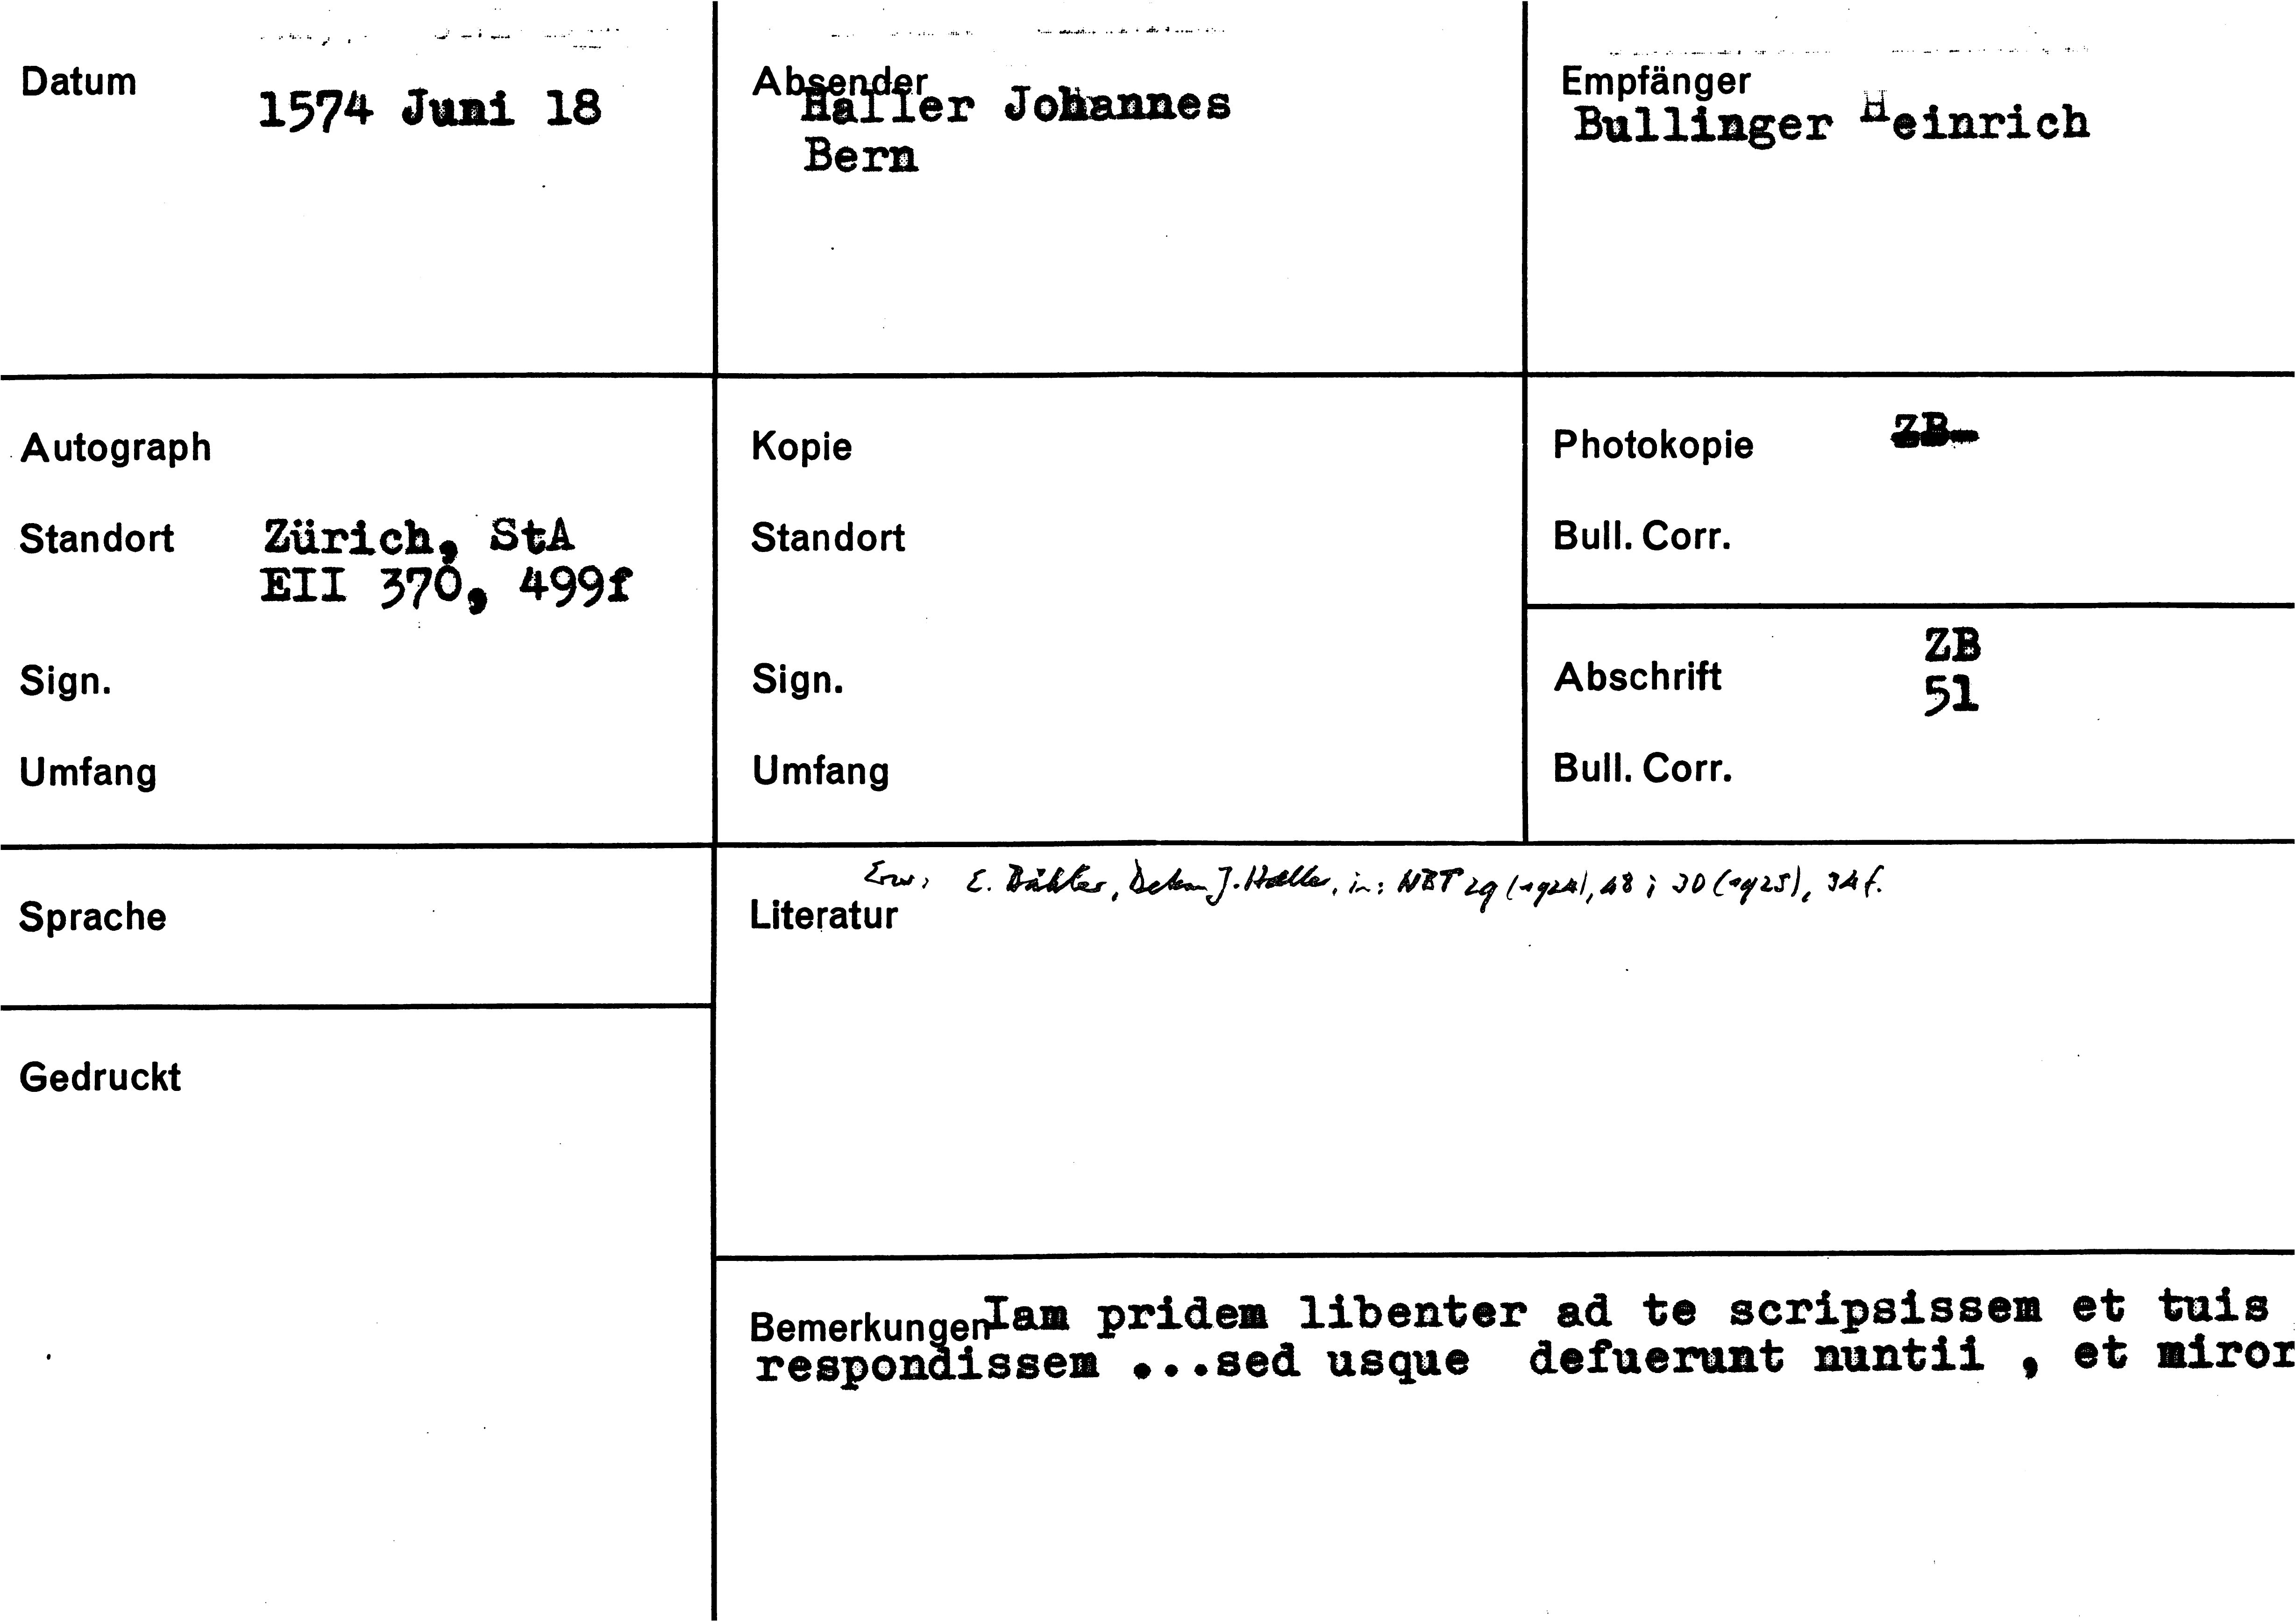 Datum
1574 Juni 18
Absender
Haller Johannes
Bern
Empfänger
Bullinger Heinrich
Autograph
Standort Zürich, StA
EII 370, 499f
Sign.
Umfang
Kopie
Standort
Sign.
Umfang
Photokopie ZB
Bull. Corr.
Abschrift ZB
51
Bull. Corr.
Sprache
Gedruckt
Erw. E. Bähler, Dekan J. Haller, in: NBT 29 (1924), 48; 30 (1925), 34f.
Literatur
Bemerkungen Iam pridem libenter ad te scripsissem et tuis
respondissem ...sed usque defuerunt nuntii , et miror